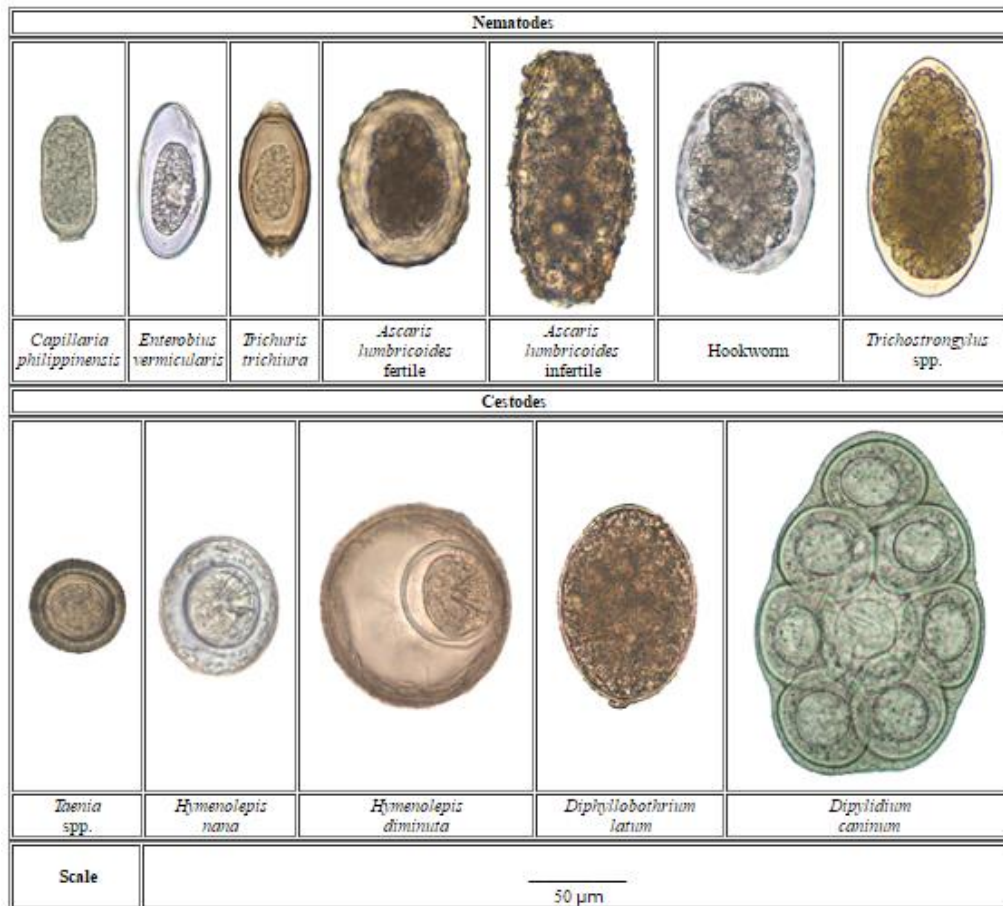 Nematodes
Capillaria
philippinensis
Enterobius
vermicularis
Trichuris
trichiura
Ascaris
lumbricoides
fertile
Ascaris
lumbricoides
infertile
Hookworm
Trichostrongylus
spp.
Cestodes
Taenia
spp.
Hymenolepis
nana
Hymenolepis
diminuta
Diphyllobothrium
latum
Dipylidium
caninum
Scale
50 µm